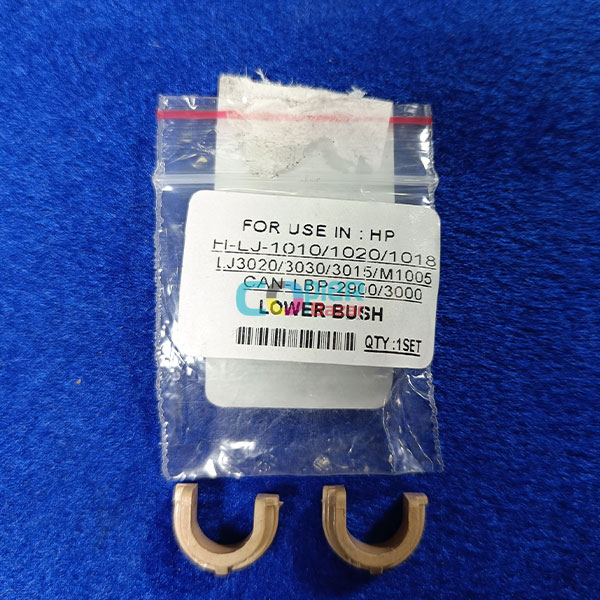 FOR USE IN : HP
H-LJ-1010/1020/1018
LJ3020/3030/3015/M1005
CAN LBP-2900/3000
LOWER BUSH
QTY :1SET